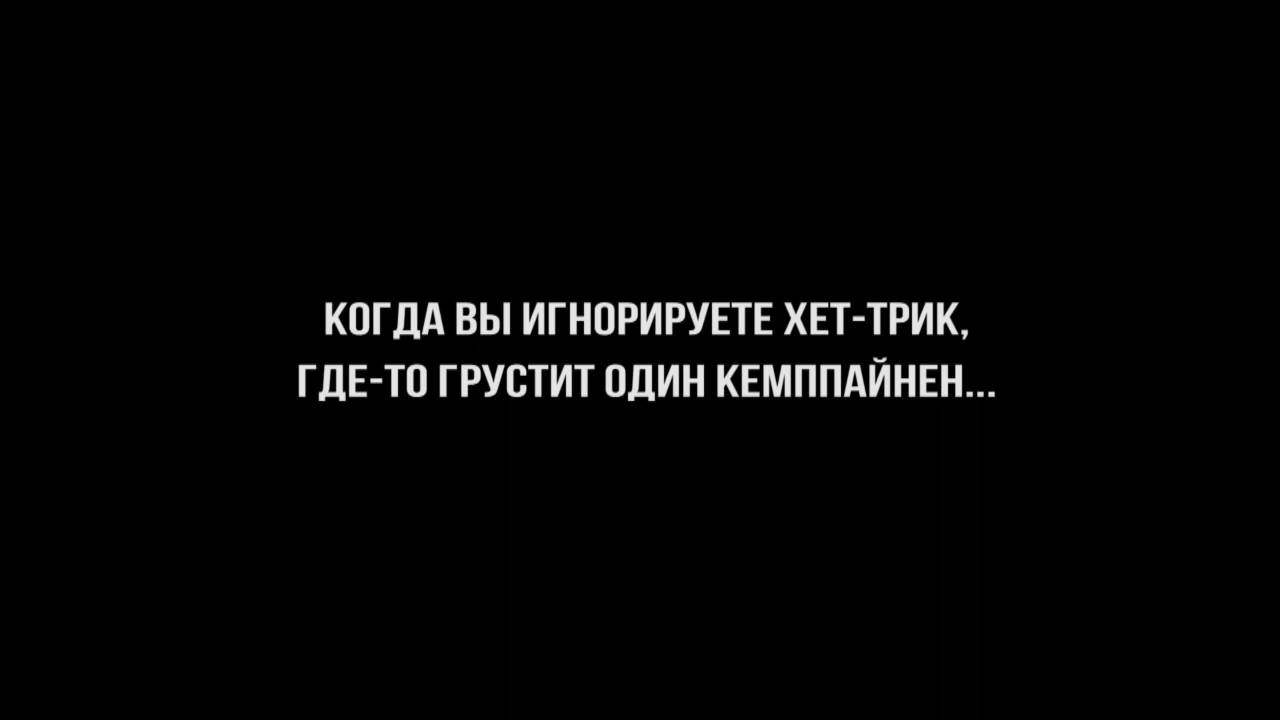 КОГДА ВЫ ИГНОРИРУЕТЕ ХЕТ-ТРИК,
ГДЕ-ТО ГРУСТИТ ОДИН КЕМППАЙНЕН...